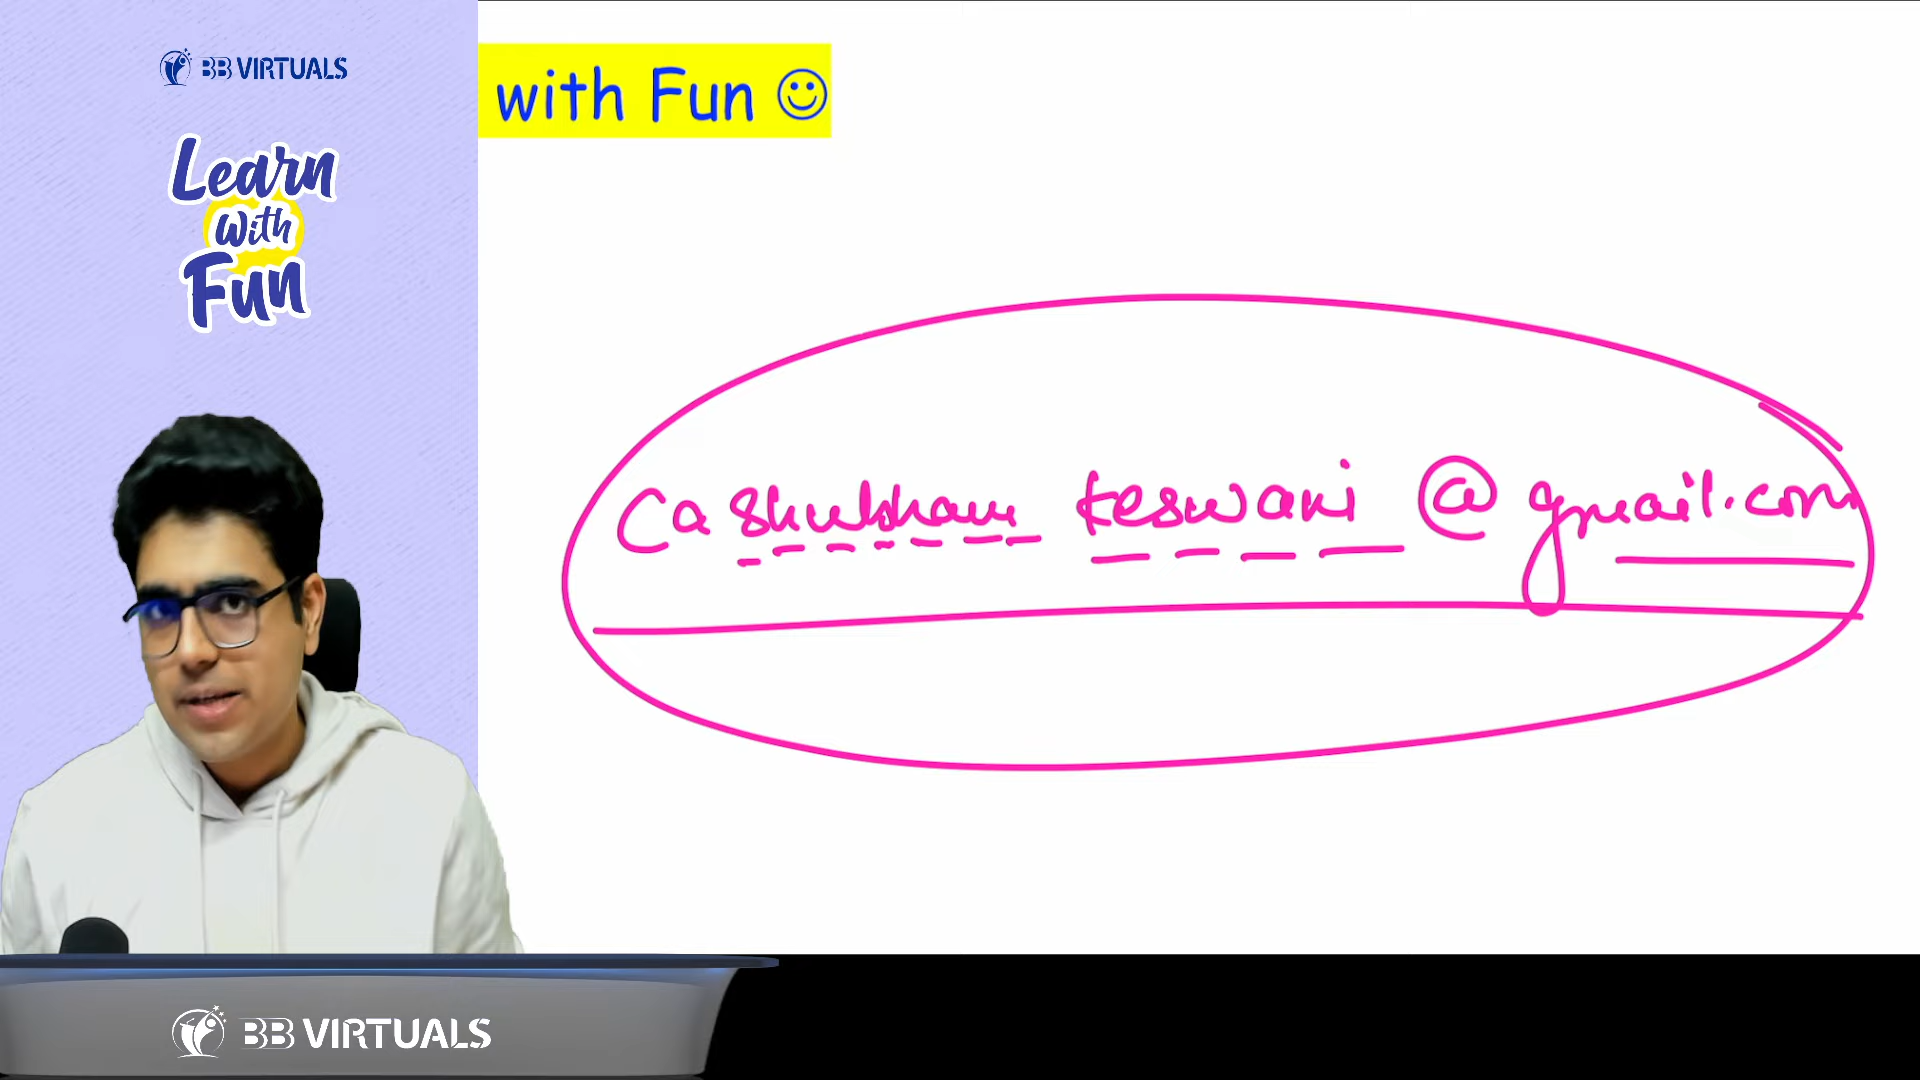 BB VIRTUALS
with Fun ☺
Learn
with
Fun
Ca shubham keswani @ gmail.com
BB VIRTUALS